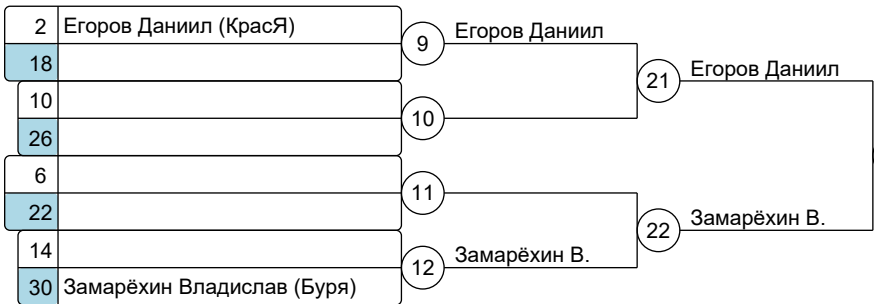 2 Егоров Даниил (КрасЯ)
9 Егоров Даниил
18
21 Егоров Даниил
10
10
26
6
11
22
22 Замарёхин В.
14
12 Замарёхин В.
30 Замарёхин Владислав (Буря)